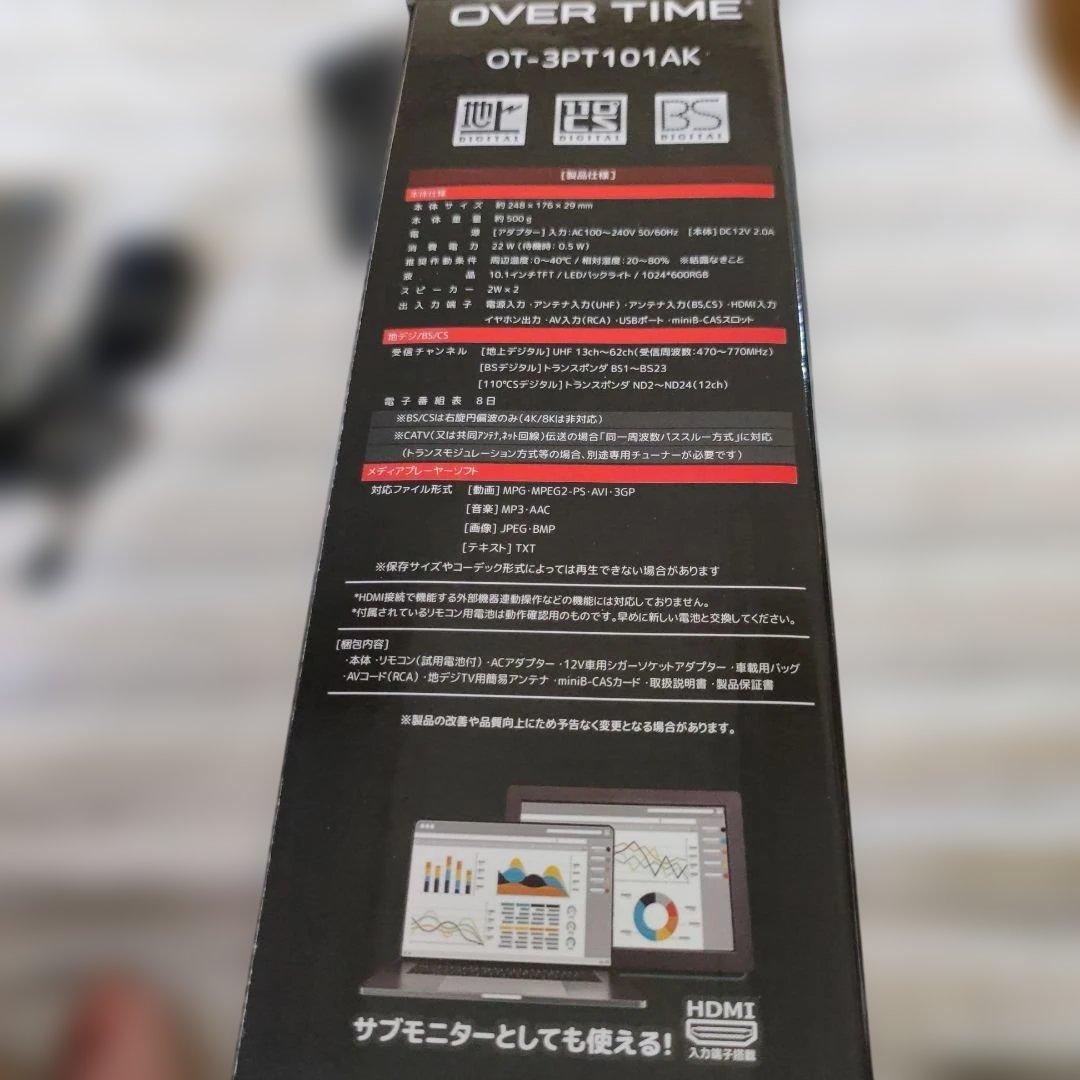 OVER TIME
OT-3PT101AK
地デジ DIGITAL
110°CS DIGITAL
BS DIGITAL
[製品仕様]
本体仕様
本体サイズ 約248×176×29mm
本体重量 約500g
電源 [アダプター]入力:AC100~240V 50/60Hz [本体]DC12V 2.0A
消費電力 22W(待機時:0.5W)
推奨作動条件 周辺温度:0~40℃/相対湿度:20~80% ※結露なきこと
液晶 10.1インチTFT/LEDバックライト/1024*600RGB
スピーカー 2W×2
出入力端子 電源入力・アンテナ入力(UHF)・アンテナ入力(BS,CS)・HDMI入力
イヤホン出力・AV入力(RCA)・USBポート・miniB-CASスロット
地デジ/BS/CS
受信チャンネル [地上デジタル]UHF 13ch~62ch(受信周波数:470~770MHz)
[BSデジタル]トランスポンダ BS1~BS23
[110℃Sデジタル]トランスポンダ ND2~ND24(12ch)
電子番組表 8日
※BS/CSは右旋円偏波のみ(4K/8Kは非対応)
※CATV(又は共同アンテナ,ネット回線)伝送の場合「同一周波数パススルー方式」に対応
(トランスモジュレーション方式等の場合、別途専用チューナーが必要です)
メディアプレーヤーソフト
対応ファイル形式 [動画]MPG・MPEG2-PS・AVI・3GP
[音楽]MP3・AAC
[画像]JPEG・BMP
[テキスト]TXT
※保存サイズやコーデック形式によっては再生できない場合があります
*HDMI接続で機能する外部機器連動操作などの機能には対応しておりません。
*付属されているリモコン用電池は動作確認用のものです。早めに新しい電池と交換してください。
[梱包内容]
・本体・リモコン(試用電池付)・ACアダプター・12V車用シガーソケットアダプター・車載用バッグ
・AVコード(RCA)・地デジTV用簡易アンテナ・miniB-CASカード・取扱説明書・製品保証書
※製品の改善や品質向上にため予告なく変更となる場合があります。
サブモニターとしても使える!
HDMI
入力端子搭載